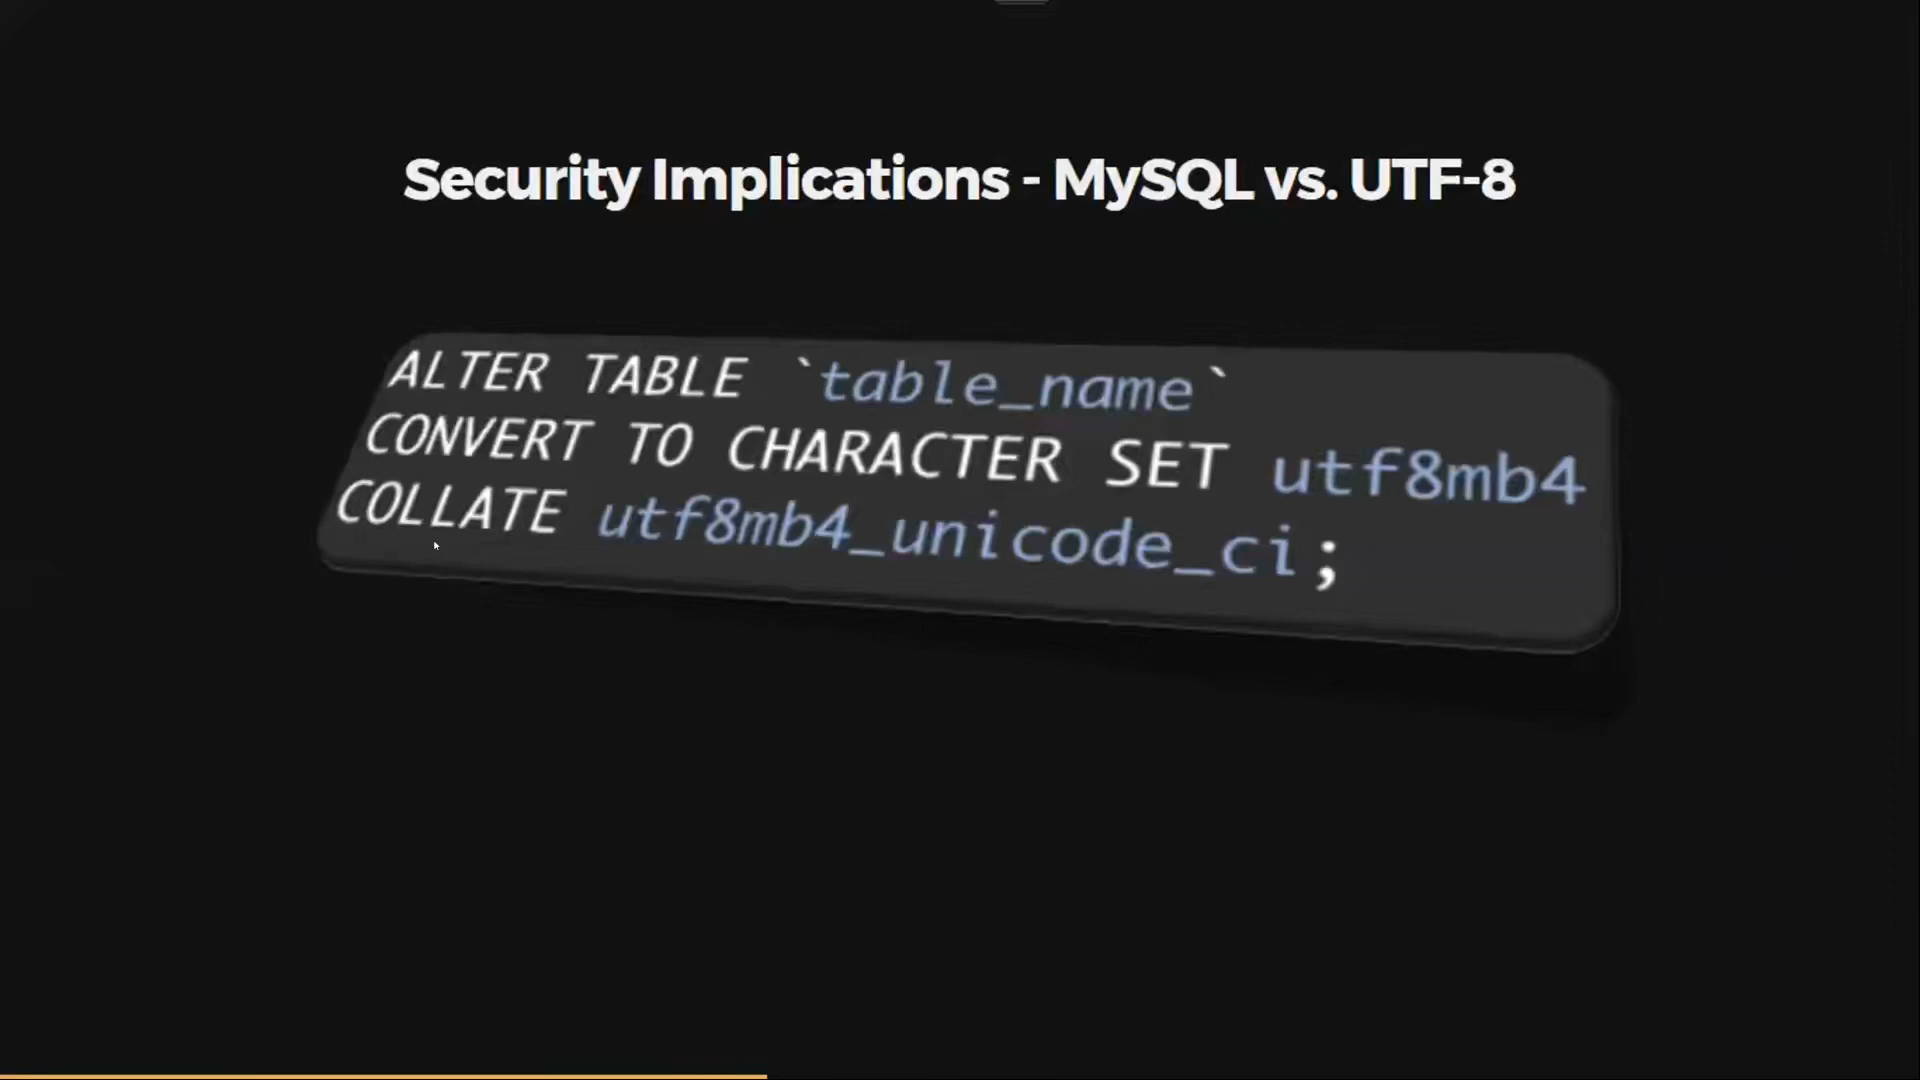 Security Implications - MySQL vs. UTF-8
ALTER TABLE `table_name`
CONVERT TO CHARACTER SET utf8mb4
COLLATE utf8mb4_unicode_ci;